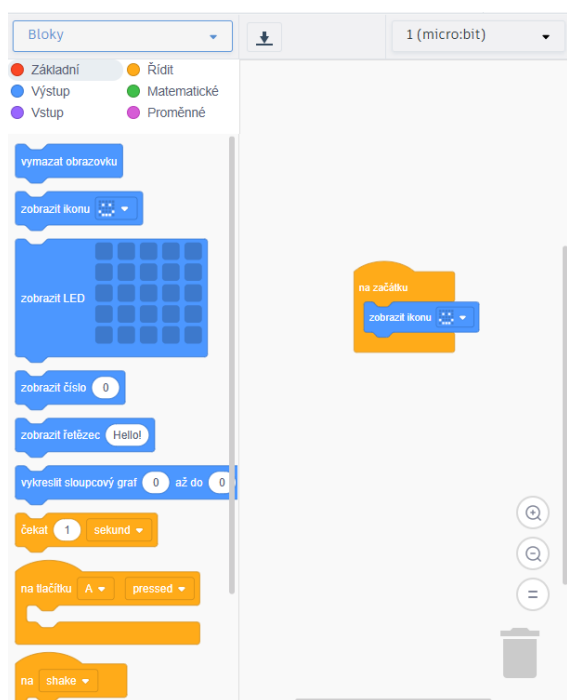 Bloky
1 (micro:bit)
Základní
Řídit
Výstup
Matematické
Vstup
Proměnné
vymazat obrazovku
zobrazit ikonu
zobrazit LED
zobrazit číslo 0
zobrazit řetězec Hello!
vykreslit sloupcový graf 0 až do 0
čekat 1 sekund
na tlačítku A pressed
na shake
na začátku
zobrazit ikonu